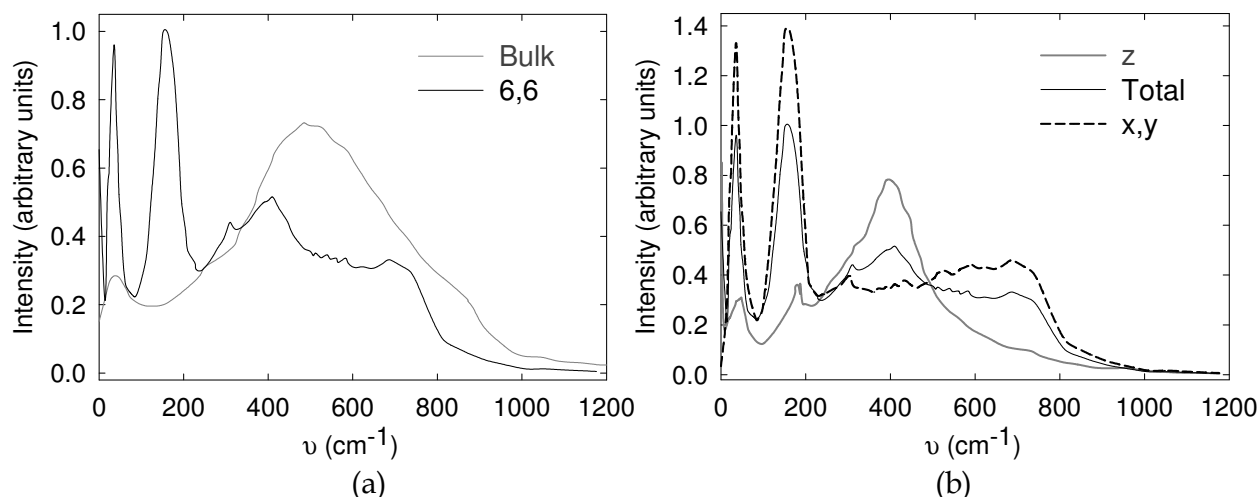 Intensity (arbitrary units)
1.0
0.8
0.6
0.4
0.2
0.0
Bulk
6,6
0 200 400 600 800 1000 1200
υ (cm-1)
(a)
Intensity (arbitrary units)
1.4
1.2
1.0
0.8
0.6
0.4
0.2
0.0
z
Total
x,y
0 200 400 600 800 1000 1200
υ (cm-1)
(b)